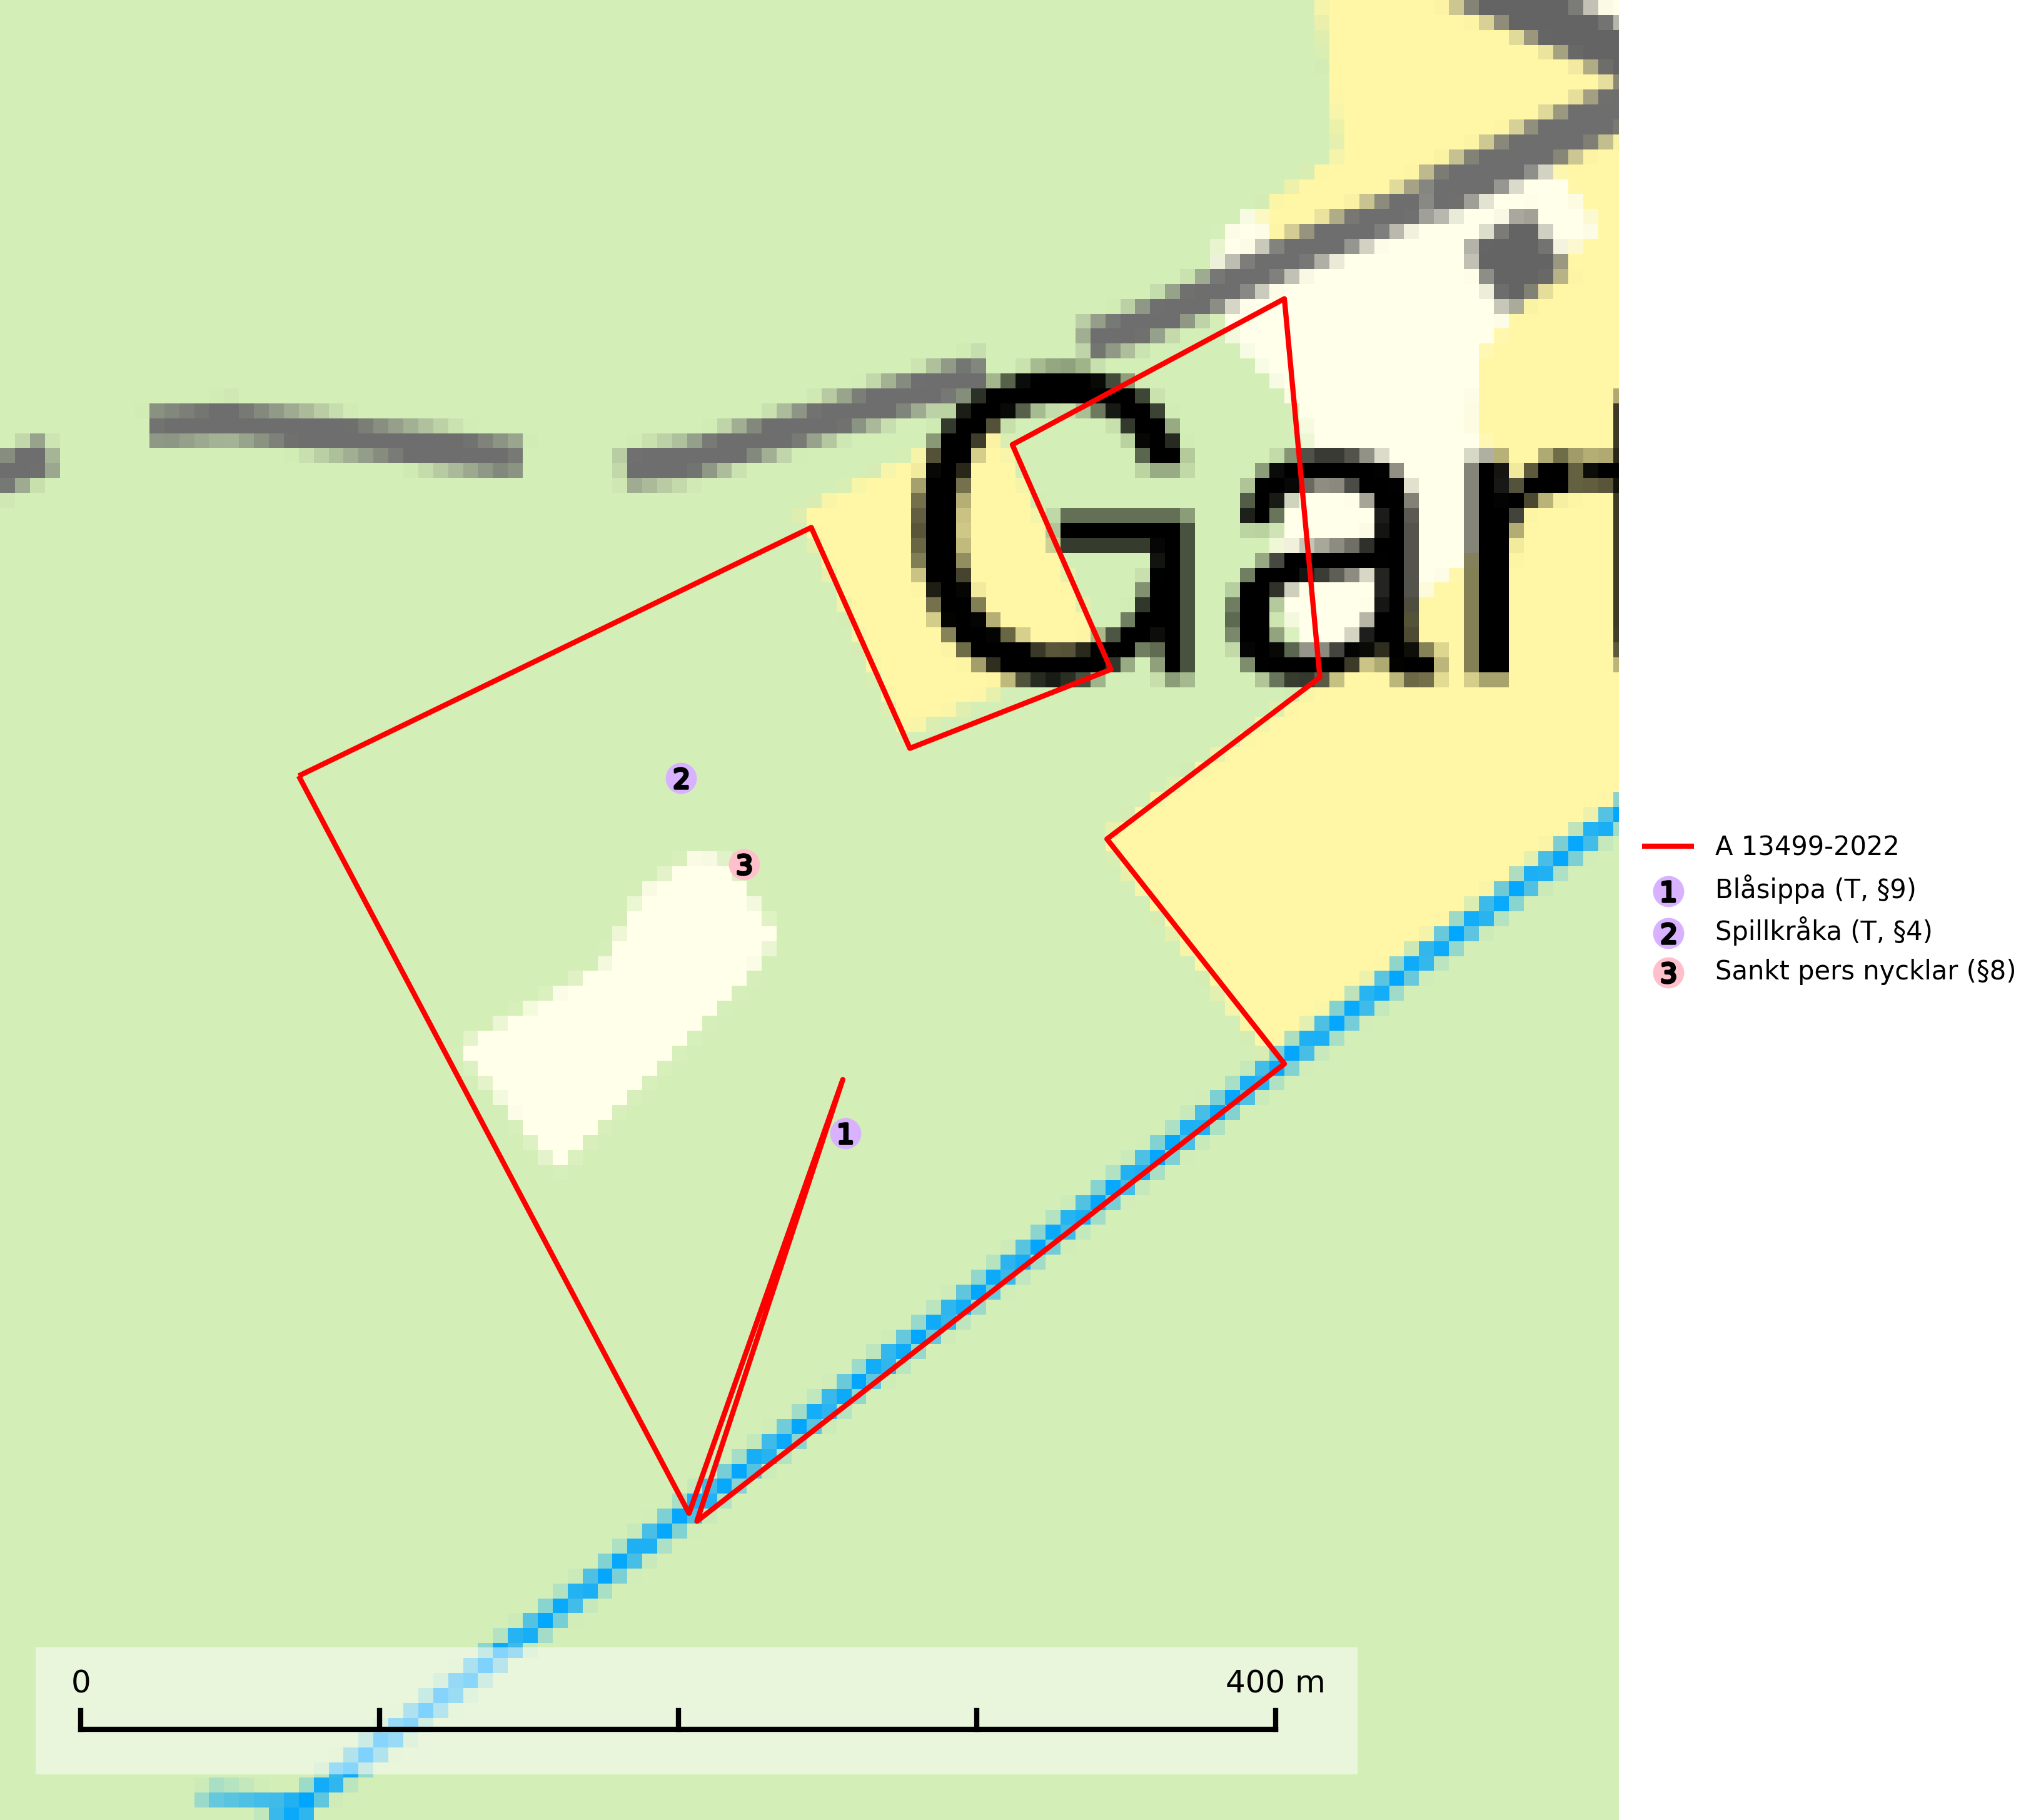 Gar
2
3
1
A 13499-2022
1 Blåsippa (T, §9)
2 Spillkråka (T, §4)
3 Sankt pers nycklar (§8)
0 400 m